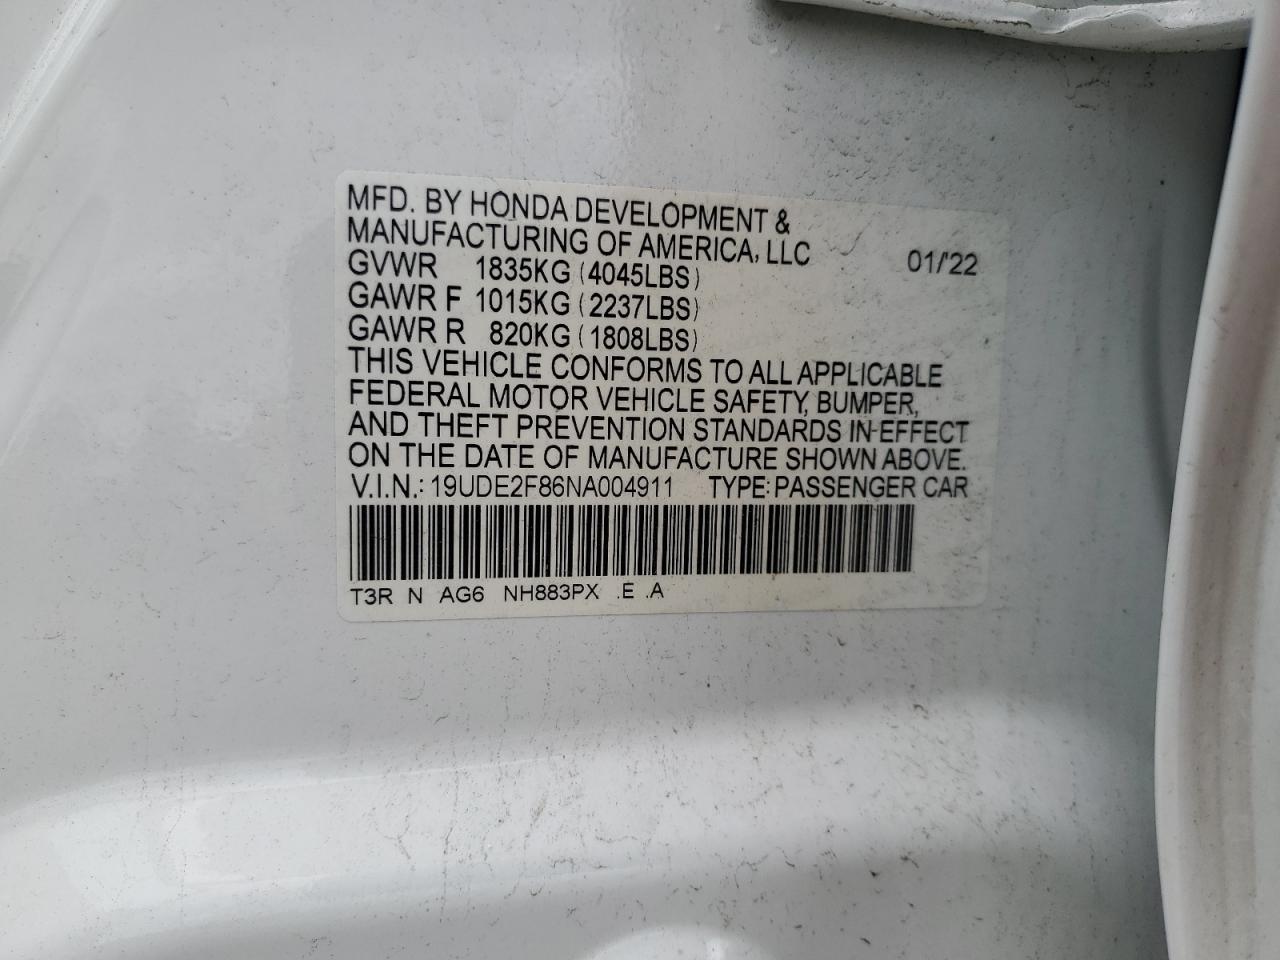 MFD. BY HONDA DEVELOPMENT &
MANUFACTURING OF AMERICA, LLC 01/'22
GVWR 1835KG (4045LBS)
GAWR F 1015KG (2237LBS)
GAWR R 820KG (1808LBS)
THIS VEHICLE CONFORMS TO ALL APPLICABLE
FEDERAL MOTOR VEHICLE SAFETY, BUMPER,
AND THEFT PREVENTION STANDARDS IN EFFECT
ON THE DATE OF MANUFACTURE SHOWN ABOVE.
V.I.N.: 19UDE2F86NA004911 TYPE: PASSENGER CAR
T3R N AG6 NH883PX .E .A